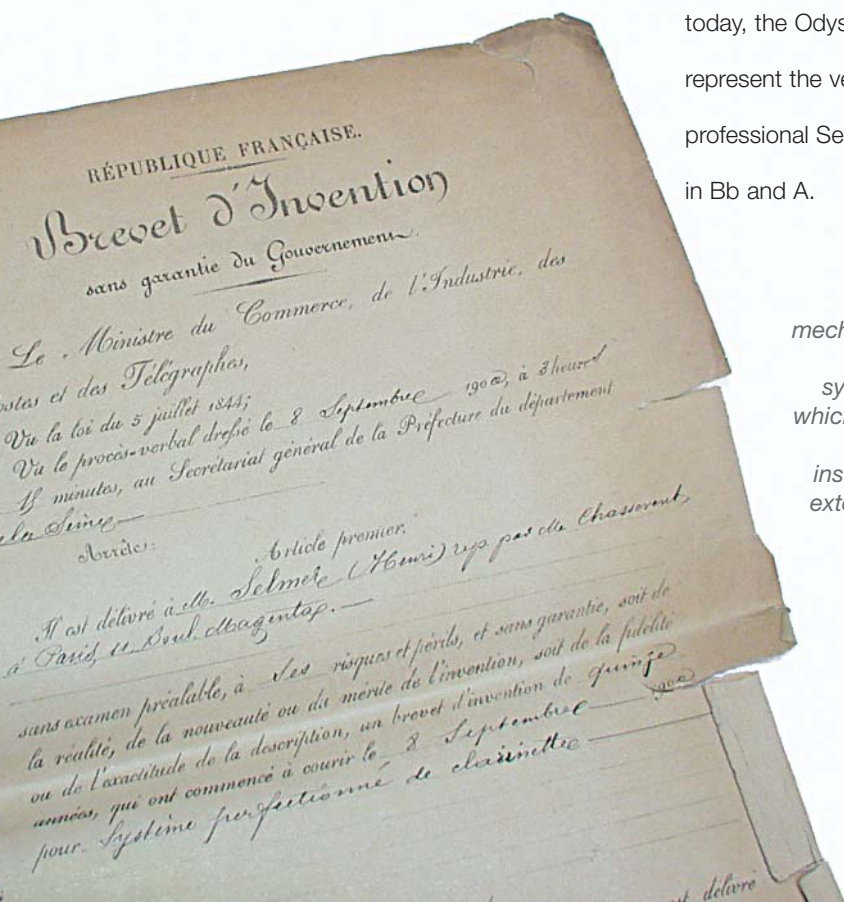 RÉPUBLIQUE FRANÇAISE.
Brevet d'Invention
sans garantie du Gouvernement.
Le Ministre du Commerce, de l'Industrie, des
ostes et des Télégraphes,
Vu la loi du 5 juillet 1844;
Vu le procès-verbal dressé le 8 Septembre 1900, à 3 heures
15 minutes, au Secrétariat général de la Préfecture du département
de la Seine
Arrête:
Article premier.
Il est délivré à M. Selmer (Henri) rep. par Me Chassevent,
à Paris, 11 Boul. Magenta.
sans examen préalable, à ses risques et périls, et sans garantie, soit de
la réalité, de la nouveauté ou du mérite de l'invention, soit de la fidélité
ou de l'exactitude de la description, un brevet d'invention de quinze
années, qui ont commencé à courir le 8 Septembre 1900
pour Système perfectionné de clarinette
est délivré
today, the Odys
represent the ve
professional Se
in Bb and A.
mech
sy
which
ins
exte